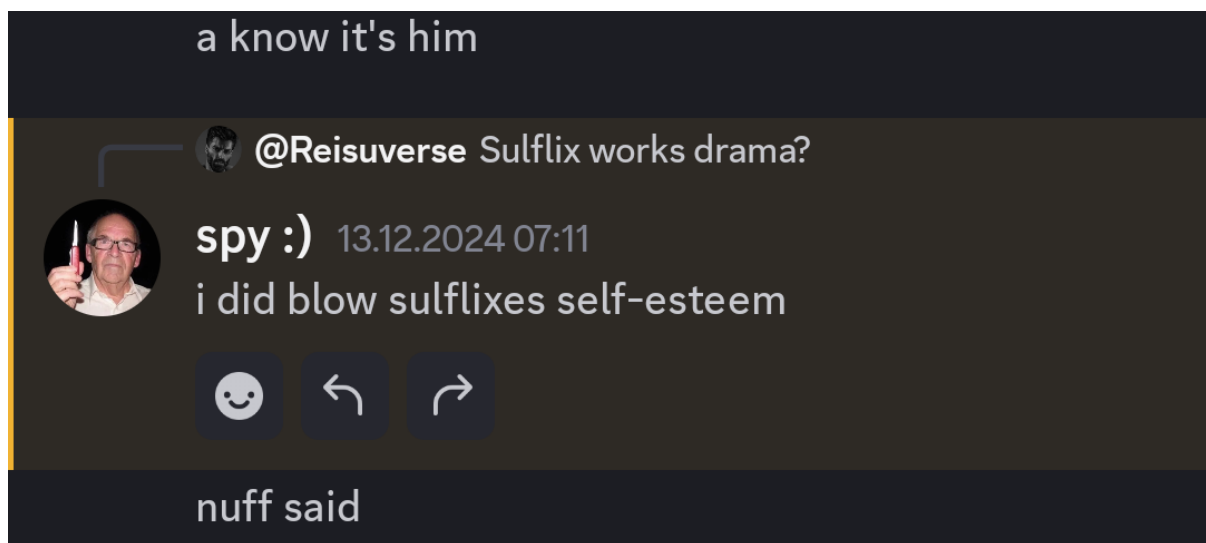 a know it's him
@Reisuverse Sulflix works drama?
spy :) 13.12.2024 07:11
i did blow sulflixes self-esteem
nuff said